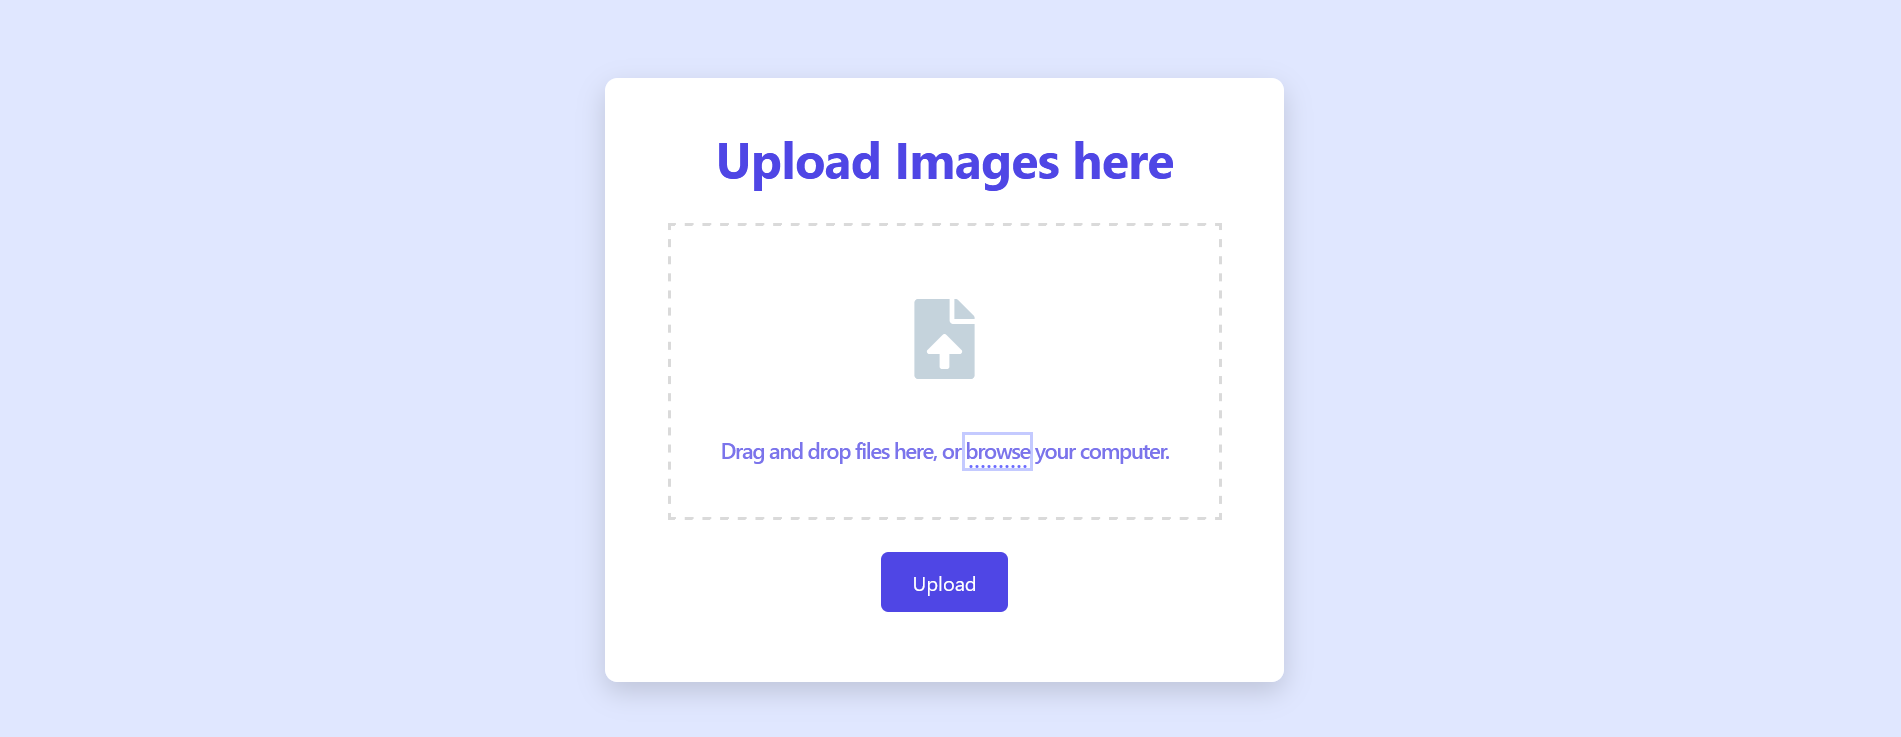 Upload Images here
Drag and drop files here, or browse your computer.
Upload